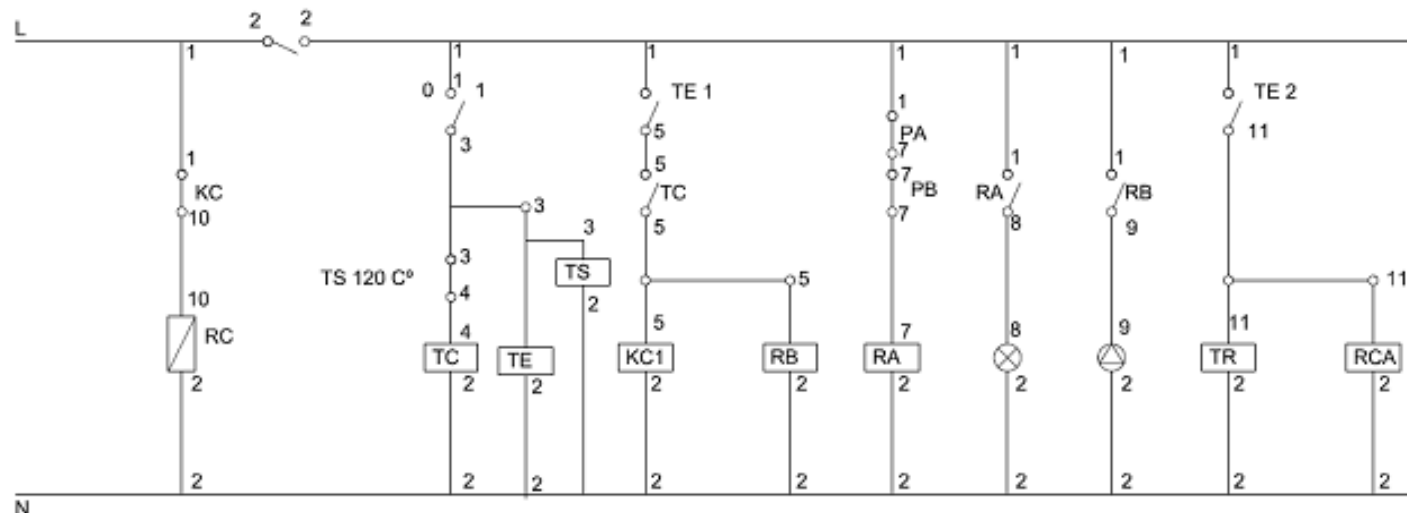 2 2
L
1 1 1 1 1 1 1
0 1 1 TE 1 TE 2
1
3 5 PA 11
7
1 5 7 1 1
KC TC PB RA RB
10 5 7 8 9
3 3
TS 120 Cº 3 TS 5 11
4 2
10 4 5 7 8 9 11
RC TC TE KC1 RB RA TR RCA
2 2 2 2 2 2 2 2 2 2
2 2 2 2 2 2 2 2 2 2 2
N